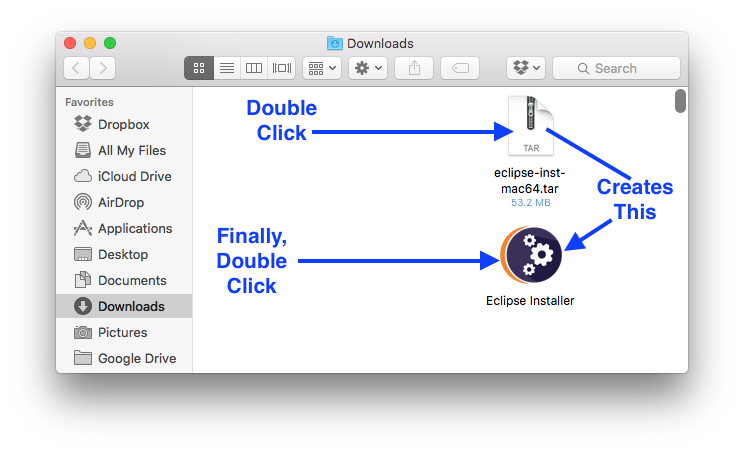 Downloads
Search
Favorites
Dropbox
All My Files
iCloud Drive
AirDrop
Applications
Desktop
Documents
Downloads
Pictures
Google Drive
Double
Click
TAR
eclipse-inst-
mac64.tar
53.2 MB
Creates
This
Finally,
Double
Click
Eclipse Installer